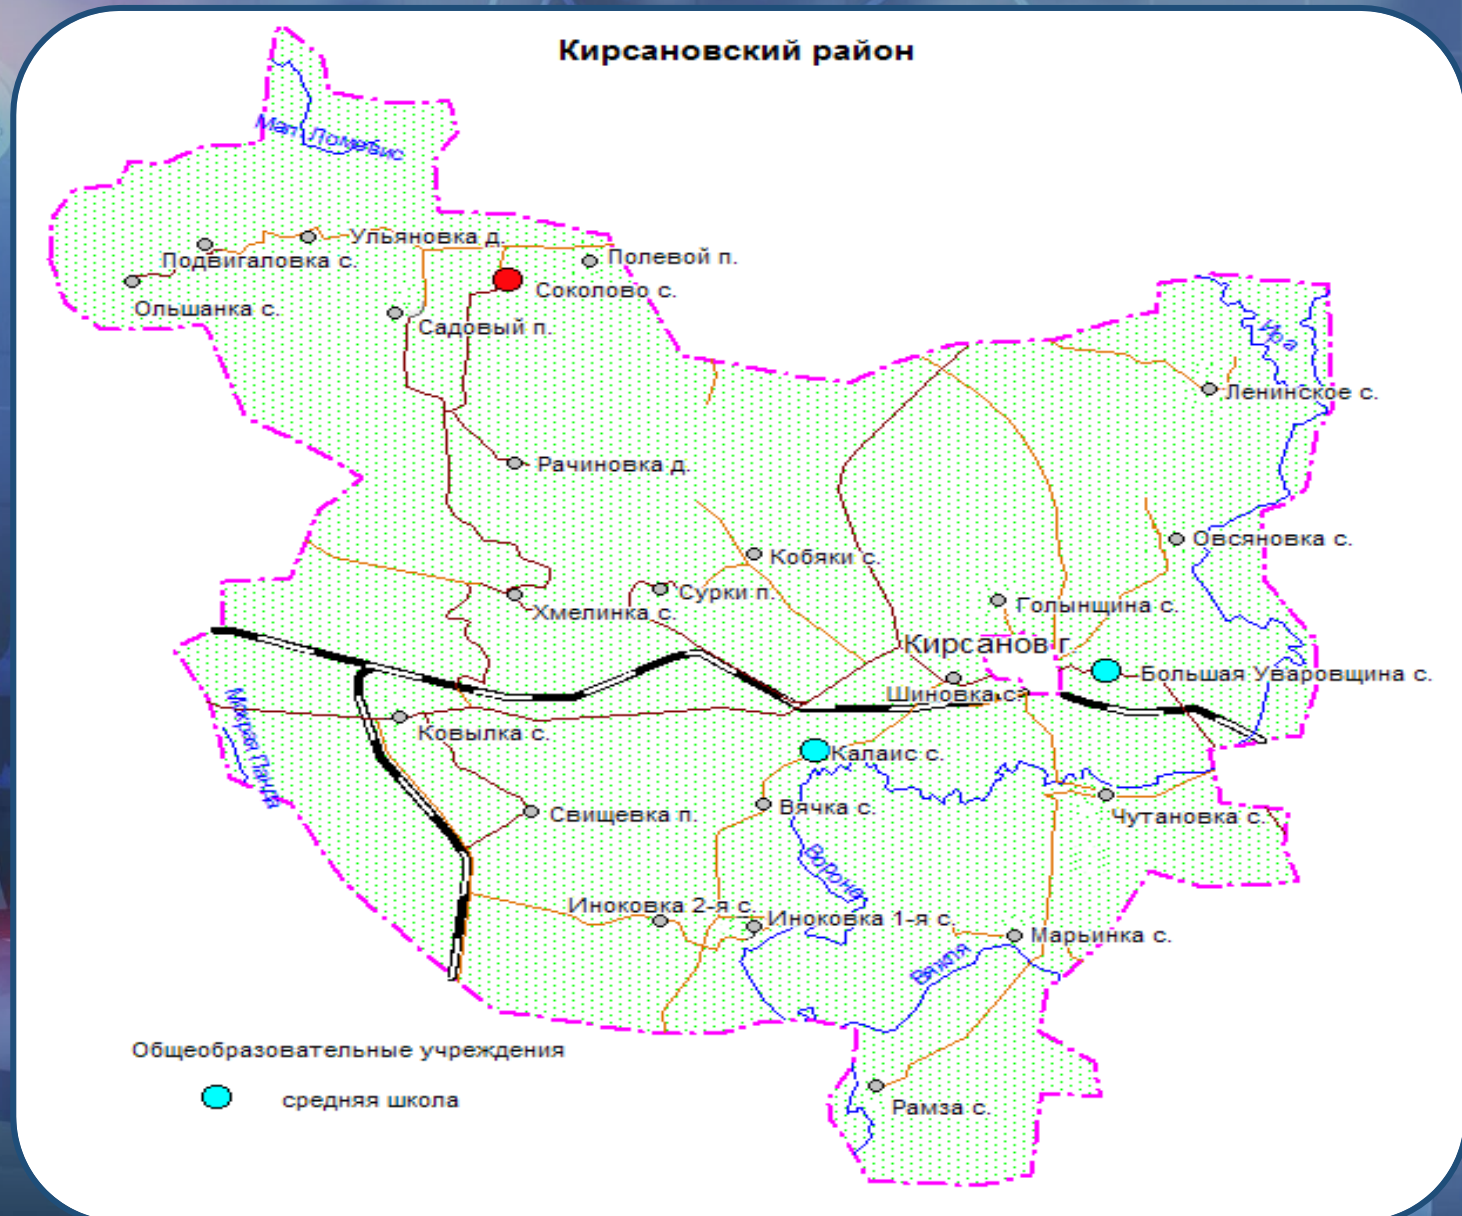 Кирсановский район
Мал. Ломовис
Ульяновка д.
Подвигаловка с.
Полевой п.
Ольшанка с.
Соколово с.
Садовый п.
Ира
Ленинское с.
Рачиновка д.
Овсяновка с.
Кобяки с.
Сурки п.
Хмелинка с.
Голынщина с.
Кирсанов г.
Большая Уваровщина с.
Шиновка с.
Мокрая Панда
Ковылка с.
Калаис с.
Свищевка п.
Вячка с.
Чутановка с.
Ворона
Иноковка 2-я с.
Иноковка 1-я с.
Марьинка с.
Вяжля
Общеобразовательные учреждения
средняя школа
Рамза с.